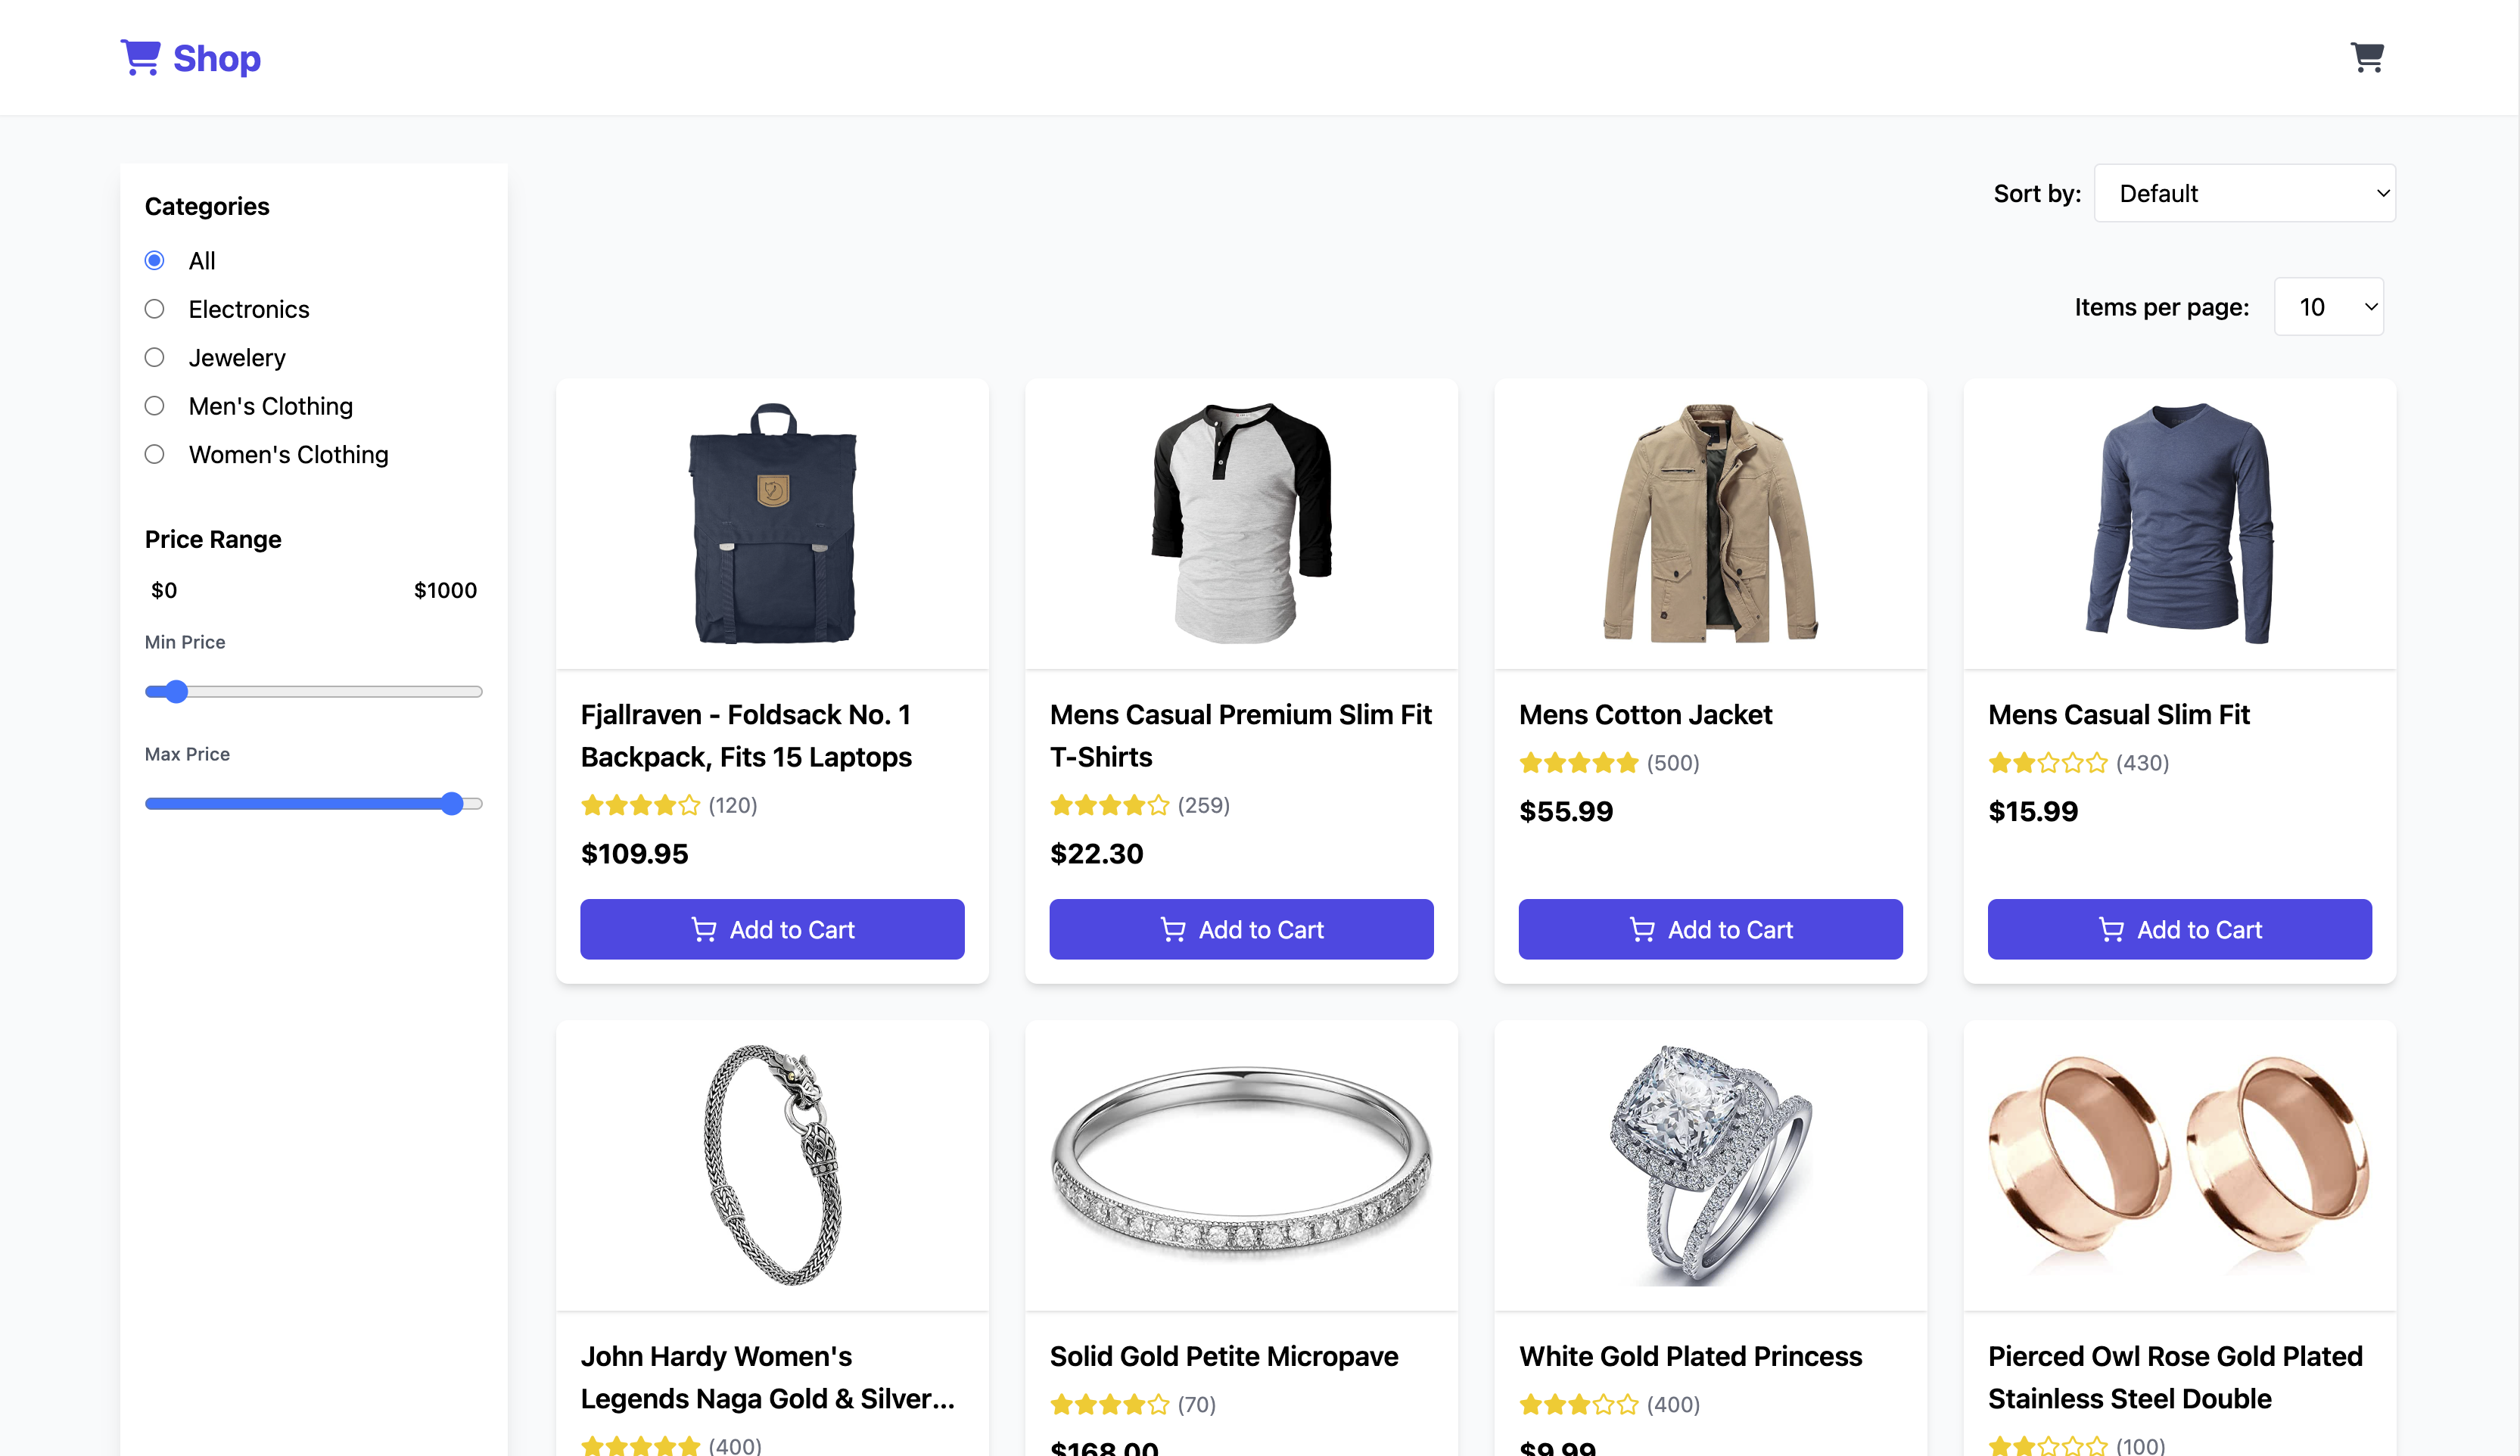 Shop
Categories
All
Electronics
Jewelery
Men's Clothing
Women's Clothing
Price Range
$0 $1000
Min Price
Max Price
Sort by: Default
Items per page: 10
Fjallraven - Foldsack No. 1
Backpack, Fits 15 Laptops
(120)
$109.95
Add to Cart
Mens Casual Premium Slim Fit
T-Shirts
(259)
$22.30
Add to Cart
Mens Cotton Jacket
(500)
$55.99
Add to Cart
Mens Casual Slim Fit
(430)
$15.99
Add to Cart
John Hardy Women's
Legends Naga Gold & Silver...
(400)
Solid Gold Petite Micropave
(70)
$168.00
White Gold Plated Princess
(400)
$9.99
Pierced Owl Rose Gold Plated
Stainless Steel Double
(100)